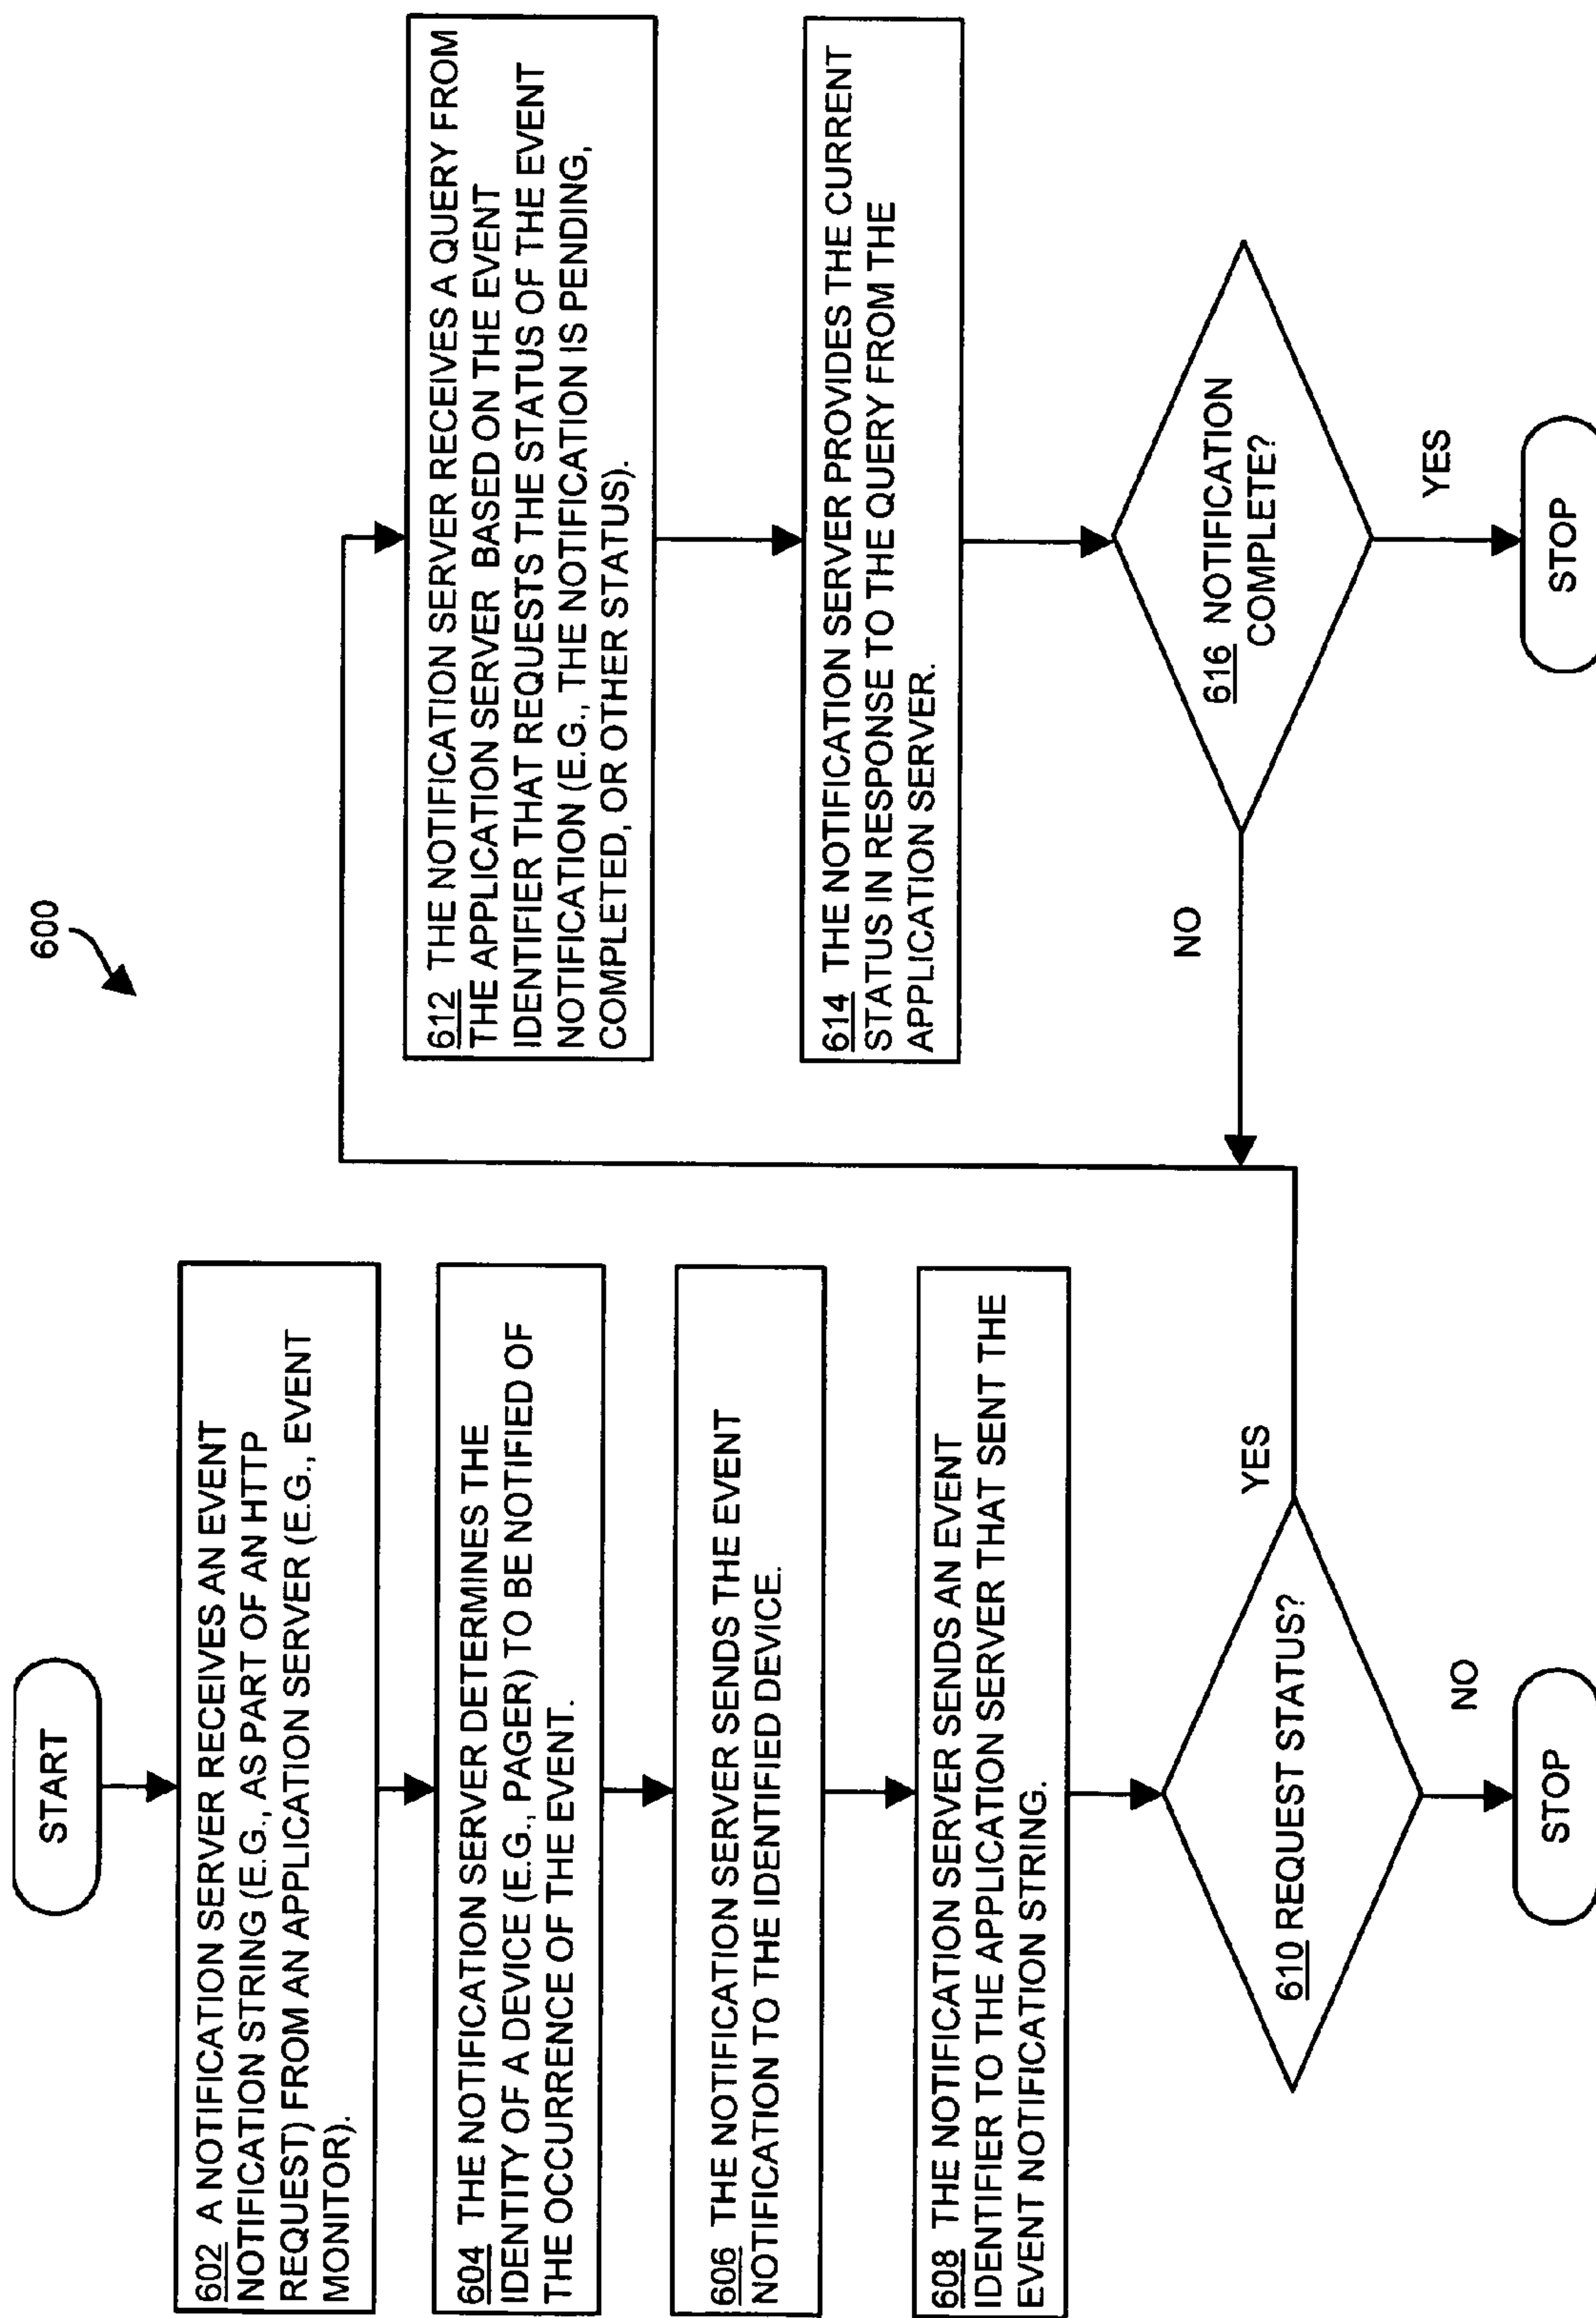 600
START
602 A NOTIFICATION SERVER RECEIVES AN EVENT
NOTIFICATION STRING (E.G., AS PART OF AN HTTP
REQUEST) FROM AN APPLICATION SERVER (E.G., EVENT
MONITOR).
604 THE NOTIFICATION SERVER DETERMINES THE
IDENTITY OF A DEVICE (E.G., PAGER) TO BE NOTIFIED OF
THE OCCURRENCE OF THE EVENT.
606 THE NOTIFICATION SERVER SENDS THE EVENT
NOTIFICATION TO THE IDENTIFIED DEVICE.
608 THE NOTIFICATION SERVER SENDS AN EVENT
IDENTIFIER TO THE APPLICATION SERVER THAT SENT THE
EVENT NOTIFICATION STRING.
610 REQUEST STATUS?
YES
NO
STOP
612 THE NOTIFICATION SERVER RECEIVES A QUERY FROM
THE APPLICATION SERVER BASED ON THE EVENT
IDENTIFIER THAT REQUESTS THE STATUS OF THE EVENT
NOTIFICATION (E.G., THE NOTIFICATION IS PENDING,
COMPLETED, OR OTHER STATUS).
614 THE NOTIFICATION SERVER PROVIDES THE CURRENT
STATUS IN RESPONSE TO THE QUERY FROM THE
APPLICATION SERVER.
616 NOTIFICATION
COMPLETE?
NO
YES
STOP